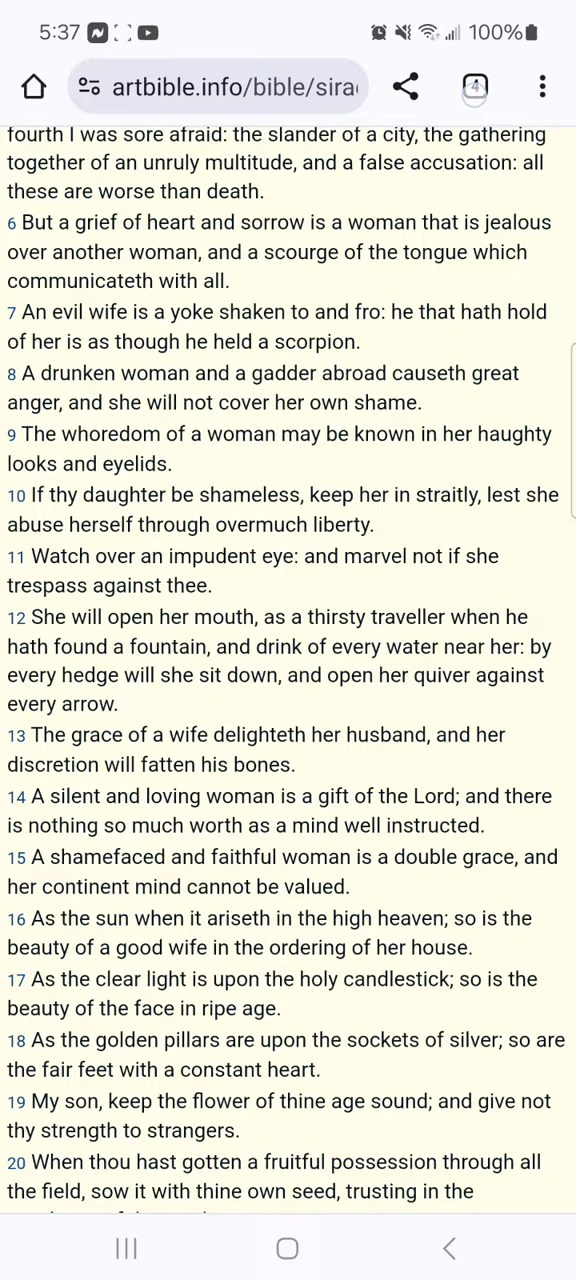 5:37
100%
artbible.info/bible/sira
4
fourth I was sore afraid: the slander of a city, the gathering
together of an unruly multitude, and a false accusation: all
these are worse than death.
6 But a grief of heart and sorrow is a woman that is jealous
over another woman, and a scourge of the tongue which
communicateth with all.
7 An evil wife is a yoke shaken to and fro: he that hath hold
of her is as though he held a scorpion.
8 A drunken woman and a gadder abroad causeth great
anger, and she will not cover her own shame.
9 The whoredom of a woman may be known in her haughty
looks and eyelids.
10 If thy daughter be shameless, keep her in straitly, lest she
abuse herself through overmuch liberty.
11 Watch over an impudent eye: and marvel not if she
trespass against thee.
12 She will open her mouth, as a thirsty traveller when he
hath found a fountain, and drink of every water near her: by
every hedge will she sit down, and open her quiver against
every arrow.
13 The grace of a wife delighteth her husband, and her
discretion will fatten his bones.
14 A silent and loving woman is a gift of the Lord; and there
is nothing so much worth as a mind well instructed.
15 A shamefaced and faithful woman is a double grace, and
her continent mind cannot be valued.
16 As the sun when it ariseth in the high heaven; so is the
beauty of a good wife in the ordering of her house.
17 As the clear light is upon the holy candlestick; so is the
beauty of the face in ripe age.
18 As the golden pillars are upon the sockets of silver; so are
the fair feet with a constant heart.
19 My son, keep the flower of thine age sound; and give not
thy strength to strangers.
20 When thou hast gotten a fruitful possession through all
the field, sow it with thine own seed, trusting in the